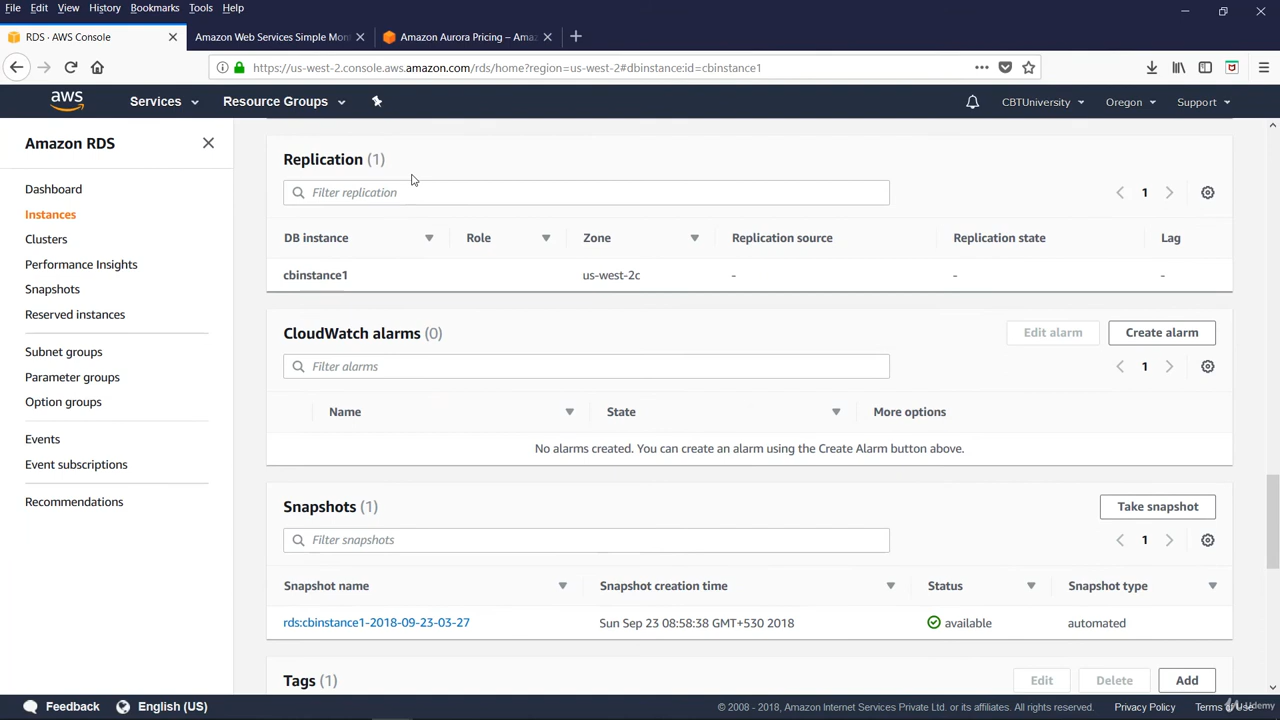 File Edit View History Bookmarks Tools Help
RDS · AWS Console
Amazon Web Services Simple Mon
Amazon Aurora Pricing – Amaz
https://us-west-2.console.aws.amazon.com/rds/home?region=us-west-2#dbinstance:id=cbinstance1
aws Services Resource Groups CBTUniversity Oregon Support
Amazon RDS
Dashboard
Instances
Clusters
Performance Insights
Snapshots
Reserved instances
Subnet groups
Parameter groups
Option groups
Events
Event subscriptions
Recommendations
Replication (1)
Filter replication
1
DB instance Role Zone Replication source Replication state Lag
cbinstance1 us-west-2c - - -
CloudWatch alarms (0) Edit alarm Create alarm
Filter alarms
1
Name State More options
No alarms created. You can create an alarm using the Create Alarm button above.
Snapshots (1) Take snapshot
Filter snapshots
1
Snapshot name Snapshot creation time Status Snapshot type
rds:cbinstance1-2018-09-23-03-27 Sun Sep 23 08:58:38 GMT+530 2018 available automated
Tags (1) Edit Delete Add
Feedback English (US) © 2008 - 2018, Amazon Internet Services Private Ltd. or its affiliates. All rights reserved. Privacy Policy Terms of Use
Udemy